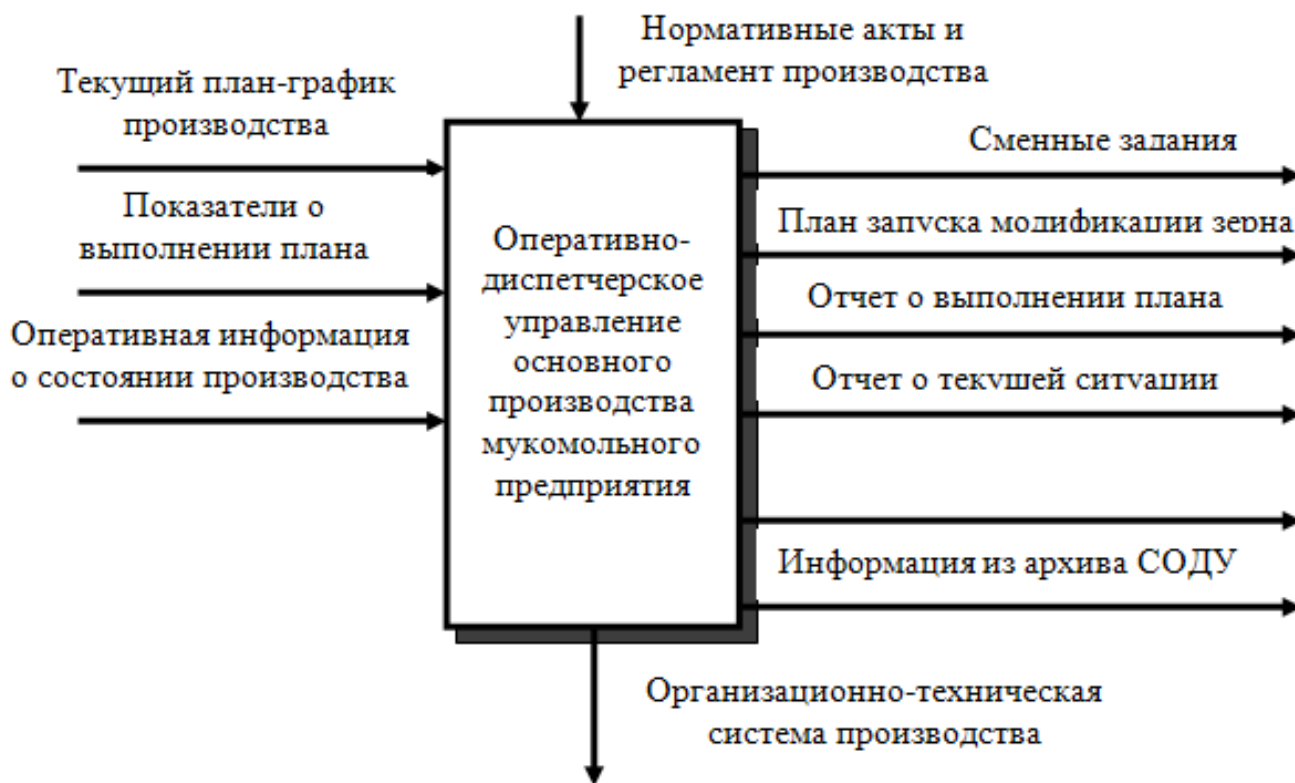 Нормативные акты и
регламент производства
Текущий план-график
производства
Показатели о
выполнении плана
Оперативная информация
о состоянии производства
Оперативно-
диспетчерское
управление
основного
производства
мукомольного
предприятия
Сменные задания
План запуска модификации зерна
Отчет о выполнении плана
Отчет о текущей ситуации
Информация из архива СОДУ
Организационно-техническая
система производства